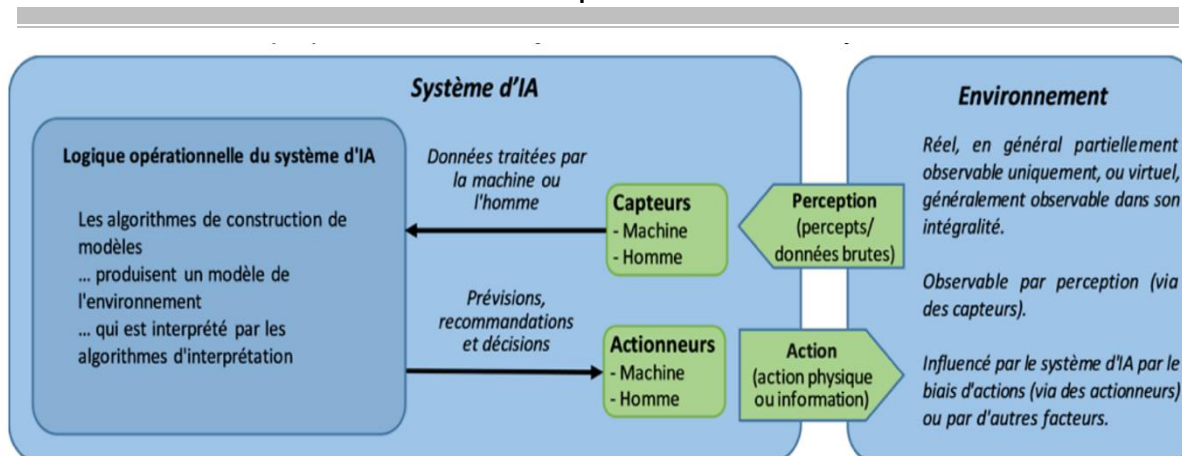 Système d'IA
Logique opérationnelle du système d'IA
Les algorithmes de construction de
modèles
... produisent un modèle de
l'environnement
... qui est interprété par les
algorithmes d'interprétation
Données traitées par
la machine ou
l'homme
Prévisions,
recommandations
et décisions
Capteurs
- Machine
- Homme
Actionneurs
- Machine
- Homme
Perception
(percepts/
données brutes)
Action
(action physique
ou information)
Environnement
Réel, en général partiellement
observable uniquement, ou virtuel,
généralement observable dans son
intégralité.
Observable par perception (via
des capteurs).
Influencé par le système d'IA par le
biais d'actions (via des actionneurs)
ou par d'autres facteurs.